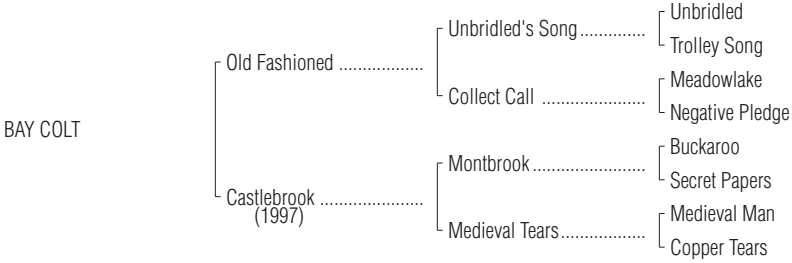 Unbridled
Unbridled's Song..............
Trolley Song
Old Fashioned ..................
Meadowlake
Collect Call ......................
Negative Pledge
BAY COLT
Buckaroo
Montbrook........................
Secret Papers
Castlebrook ......................
(1997)
Medieval Man
Medieval Tears..................
Copper Tears